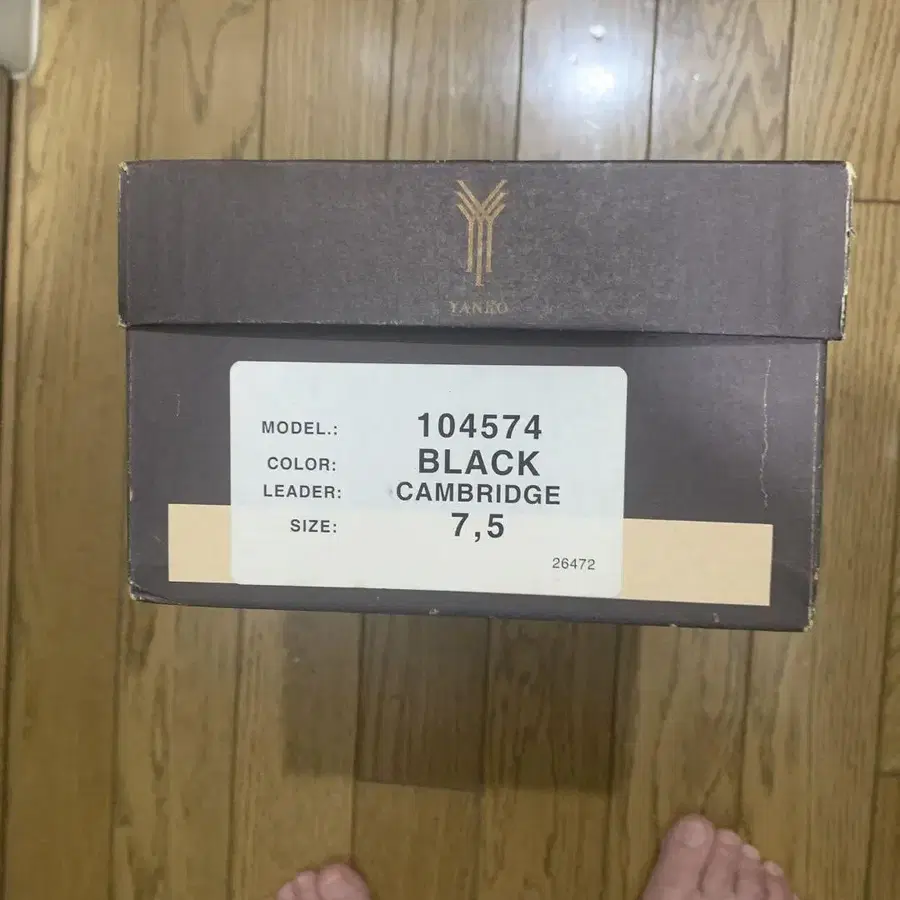 YANKO
MODEL.: 104574
COLOR: BLACK
LEADER: CAMBRIDGE
SIZE: 7,5
26472